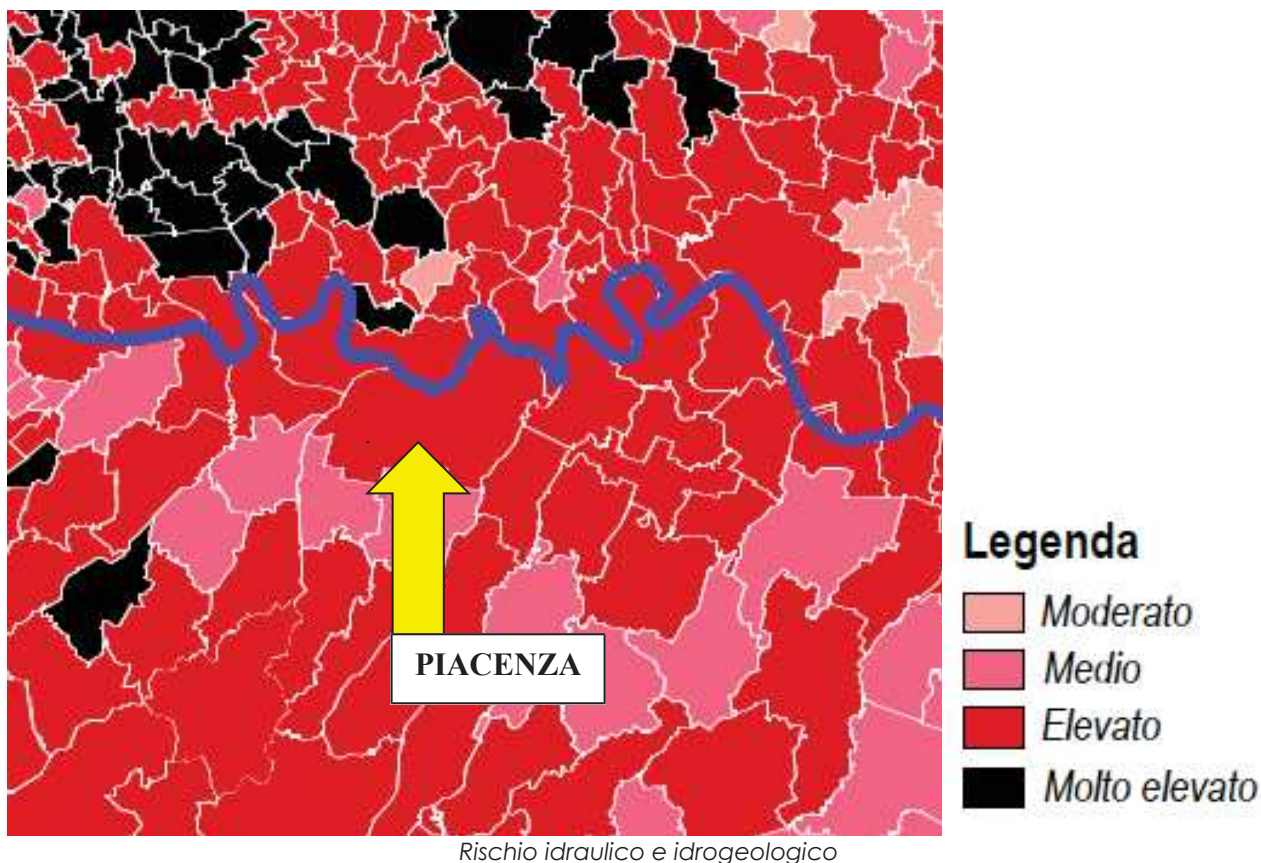 PIACENZA
Legenda
Moderato
Medio
Elevato
Molto elevato
Rischio idraulico e idrogeologico